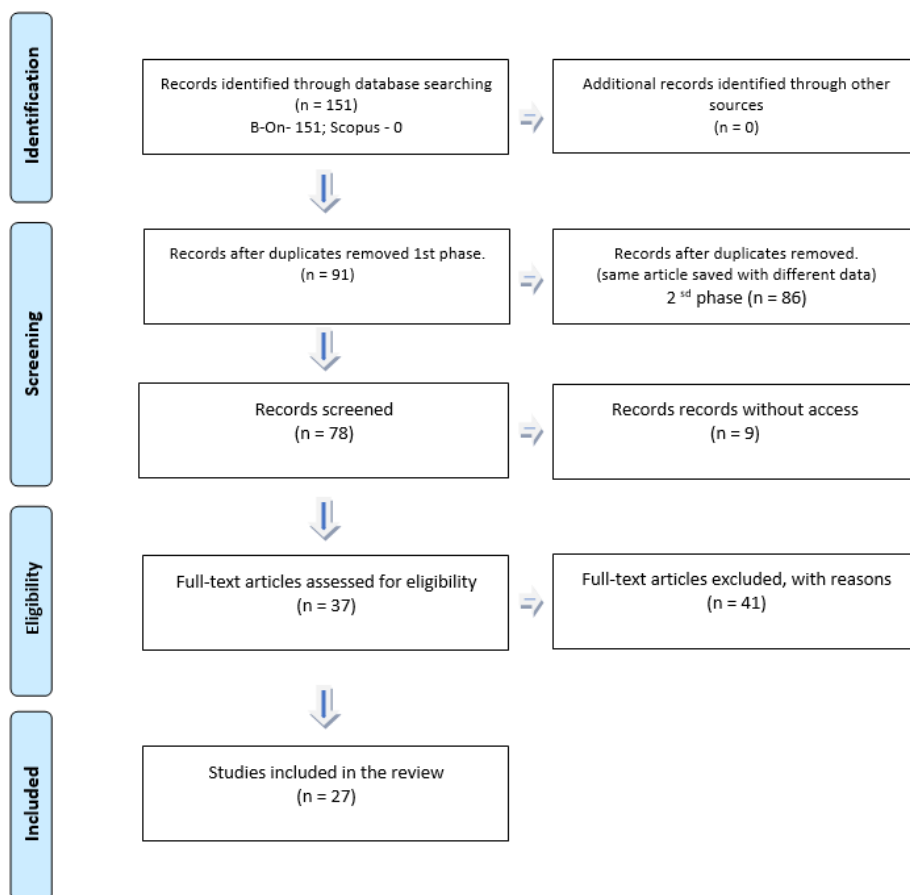 Identification
Records identified through database searching
(n = 151)
B-On- 151; Scopus - 0
Additional records identified through other
sources
(n = 0)
Screening
Records after duplicates removed 1st phase.
(n = 91)
Records after duplicates removed.
(same article saved with different data)
2 sd phase (n = 86)
Records screened
(n = 78)
Records records without access
(n = 9)
Eligibility
Full-text articles assessed for eligibility
(n = 37)
Full-text articles excluded, with reasons
(n = 41)
Included
Studies included in the review
(n = 27)